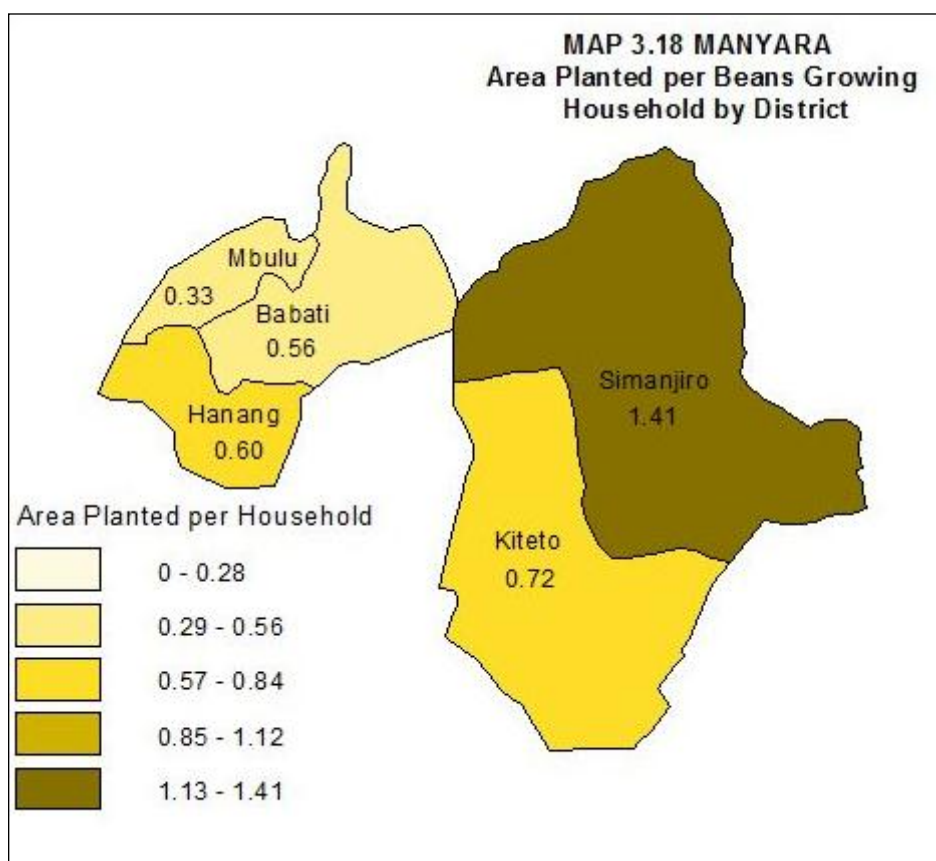 MAP 3.18 MANYARA
Area Planted per Beans Growing
Household by District
Mbulu
0.33
Babati
0.56
Hanang
0.60
Simanjiro
1.41
Kiteto
0.72
Area Planted per Household
0 - 0.28
0.29 - 0.56
0.57 - 0.84
0.85 - 1.12
1.13 - 1.41